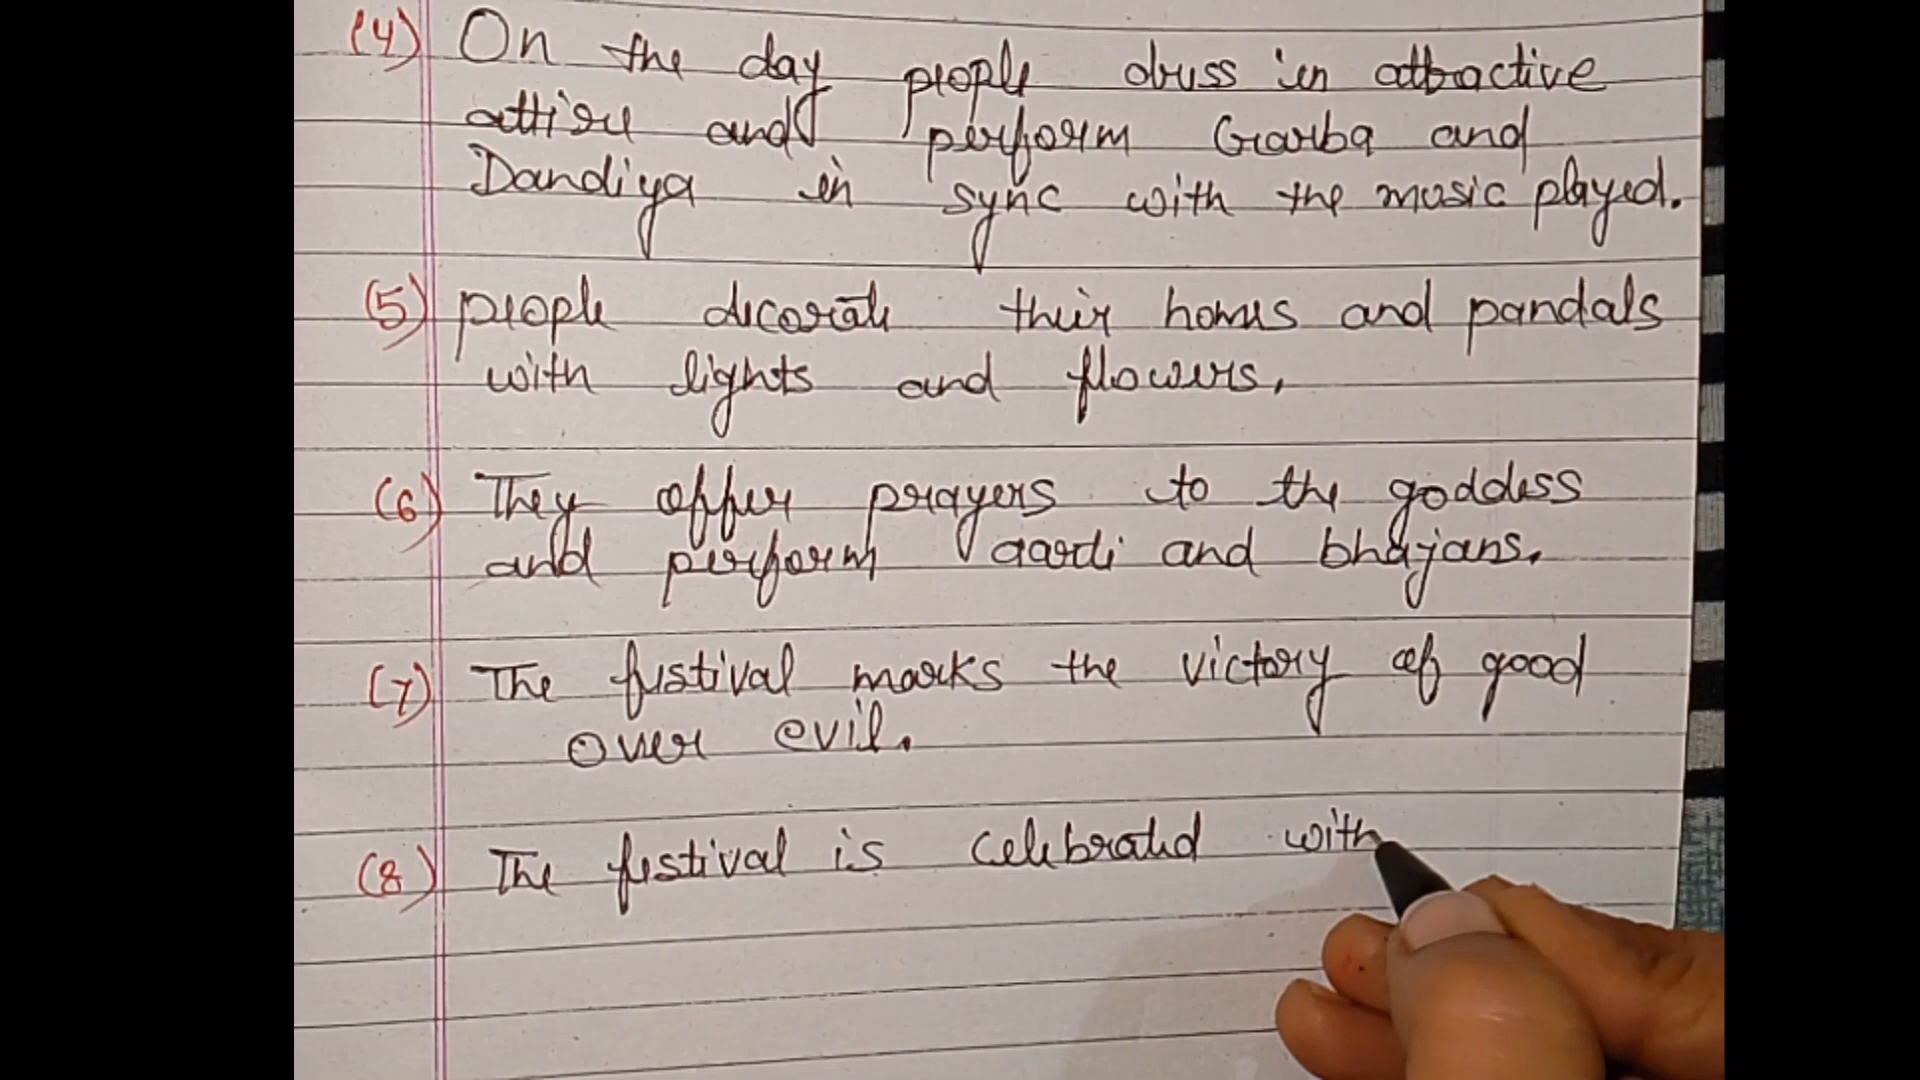 (4) On the day people dress in attractive
attire and perform Garba and
Dandiya in sync with the music played.
(5) people decorate their homes and pandals
with lights and flowers.
(6) They offer prayers to the goddess
and perform aarti and bhajans.
(7) The festival marks the victory of good
over evil.
(8) The festival is celebrated with